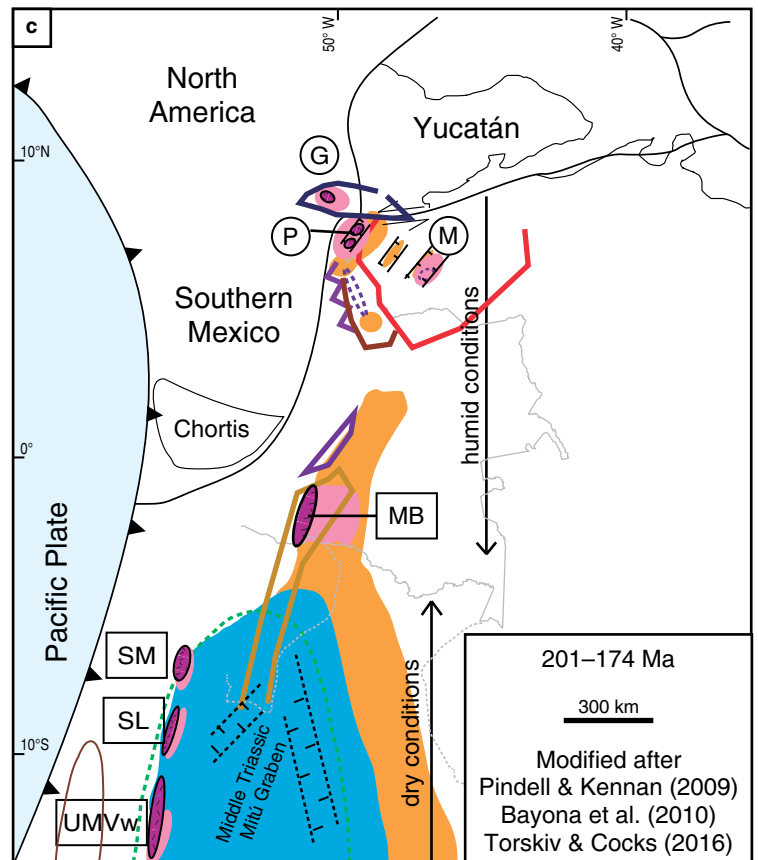 c
50° W
40° W
North
America
Yucatán
10°N
G
P
M
Southern
Mexico
humid conditions
Chortis
0°
MB
Pacific Plate
SM
SL
10°S
UMVw
Middle Triassic
Mitú Graben
dry conditions
201–174 Ma
300 km
Modified after
Pindell & Kennan (2009)
Bayona et al. (2010)
Torskiv & Cocks (2016)